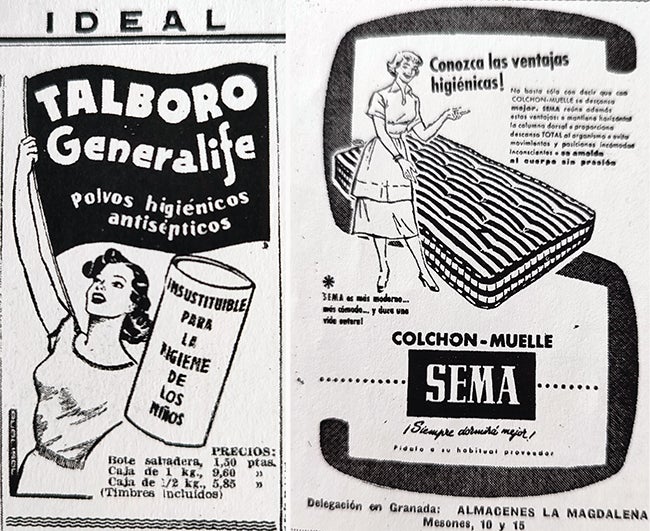 IDEAL
TALBORO
Generalife
Polvos higiénicos
antisépticos
INSUSTITUIBLE
PARA
LA
HIGIENE
DE
LOS
NIÑOS
PRECIOS:
Bote salvadera, 1,50 ptas.
Caja de 1 kg., 9,60 »
Caja de 1/2 kg., 5,85 »
(Timbres incluídos)
Conozca las ventajas
higiénicas!
No basta sólo con decir que con
COLCHON-MUELLE se descansa
mejor. SEMA reúne además
estas ventajas: mantiene horizontal
la columna dorsal • proporciona
descanso TOTAL al organismo • evita
movimientos y posiciones incómodas
inconscientes • se amolda
al cuerpo sin presión
*
SEMA es más moderno...
más cómodo... y dura una
vida entera!
COLCHON-MUELLE
SEMA
¡Siempre dormirá mejor!
Pídalo a su habitual proveedor
Delegación en Granada: ALMACENES LA MAGDALENA
Mesones, 10 y 15